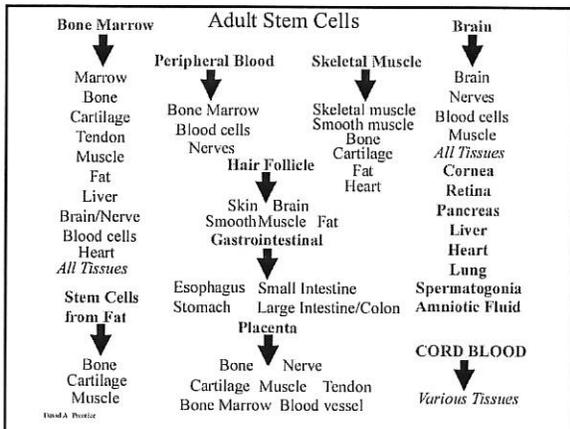 Adult Stem Cells
Bone Marrow
Marrow
Bone
Cartilage
Tendon
Muscle
Fat
Liver
Brain/Nerve
Blood cells
Heart
All Tissues
Stem Cells
from Fat
Bone
Cartilage
Muscle
David A. Prentice
Peripheral Blood
Bone Marrow
Blood cells
Nerves
Hair Follicle
Skin Brain
Smooth Muscle Fat
Gastrointestinal
Esophagus Small Intestine
Stomach Large Intestine/Colon
Placenta
Bone Nerve
Cartilage Muscle Tendon
Bone Marrow Blood vessel
Skeletal Muscle
Skeletal muscle
Smooth muscle
Bone
Cartilage
Fat
Heart
Brain
Brain
Nerves
Blood cells
Muscle
All Tissues
Cornea
Retina
Pancreas
Liver
Heart
Lung
Spermatogonia
Amniotic Fluid
CORD BLOOD
Various Tissues